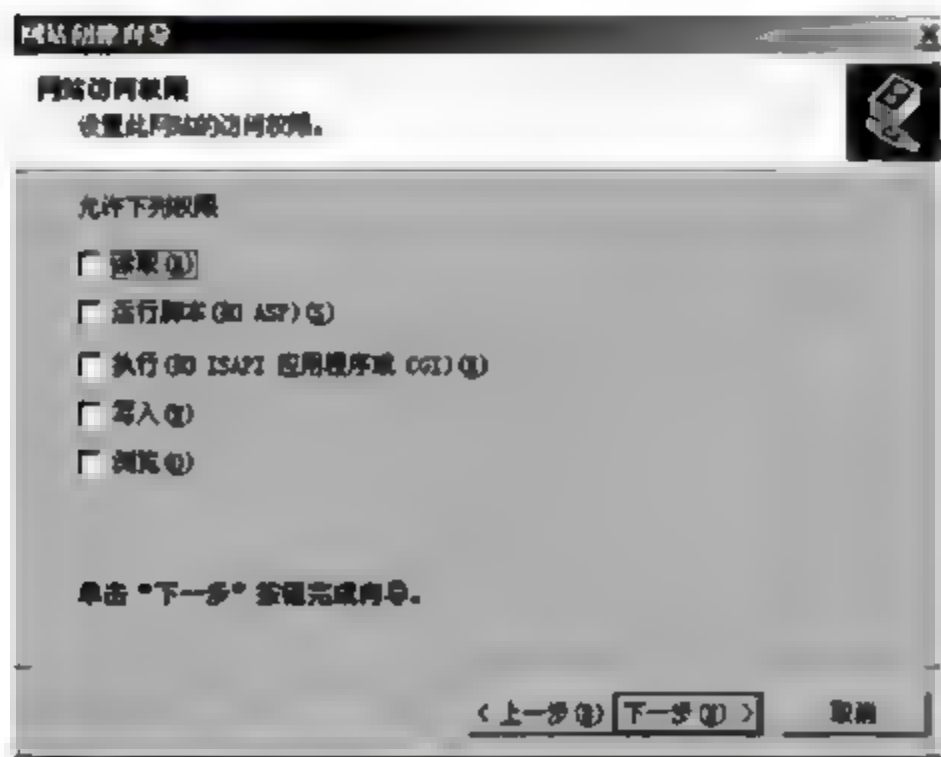 网站创建向导
网站访问权限
设置此网站的访问权限。
允许下列权限
读取(R)
运行脚本(如 ASP)(S)
执行(如 ISAPI 应用程序或 CGI)(E)
写入(W)
浏览(O)
单击“下一步”按钮完成向导。
< 上一步(B) 下一步(N) > 取消